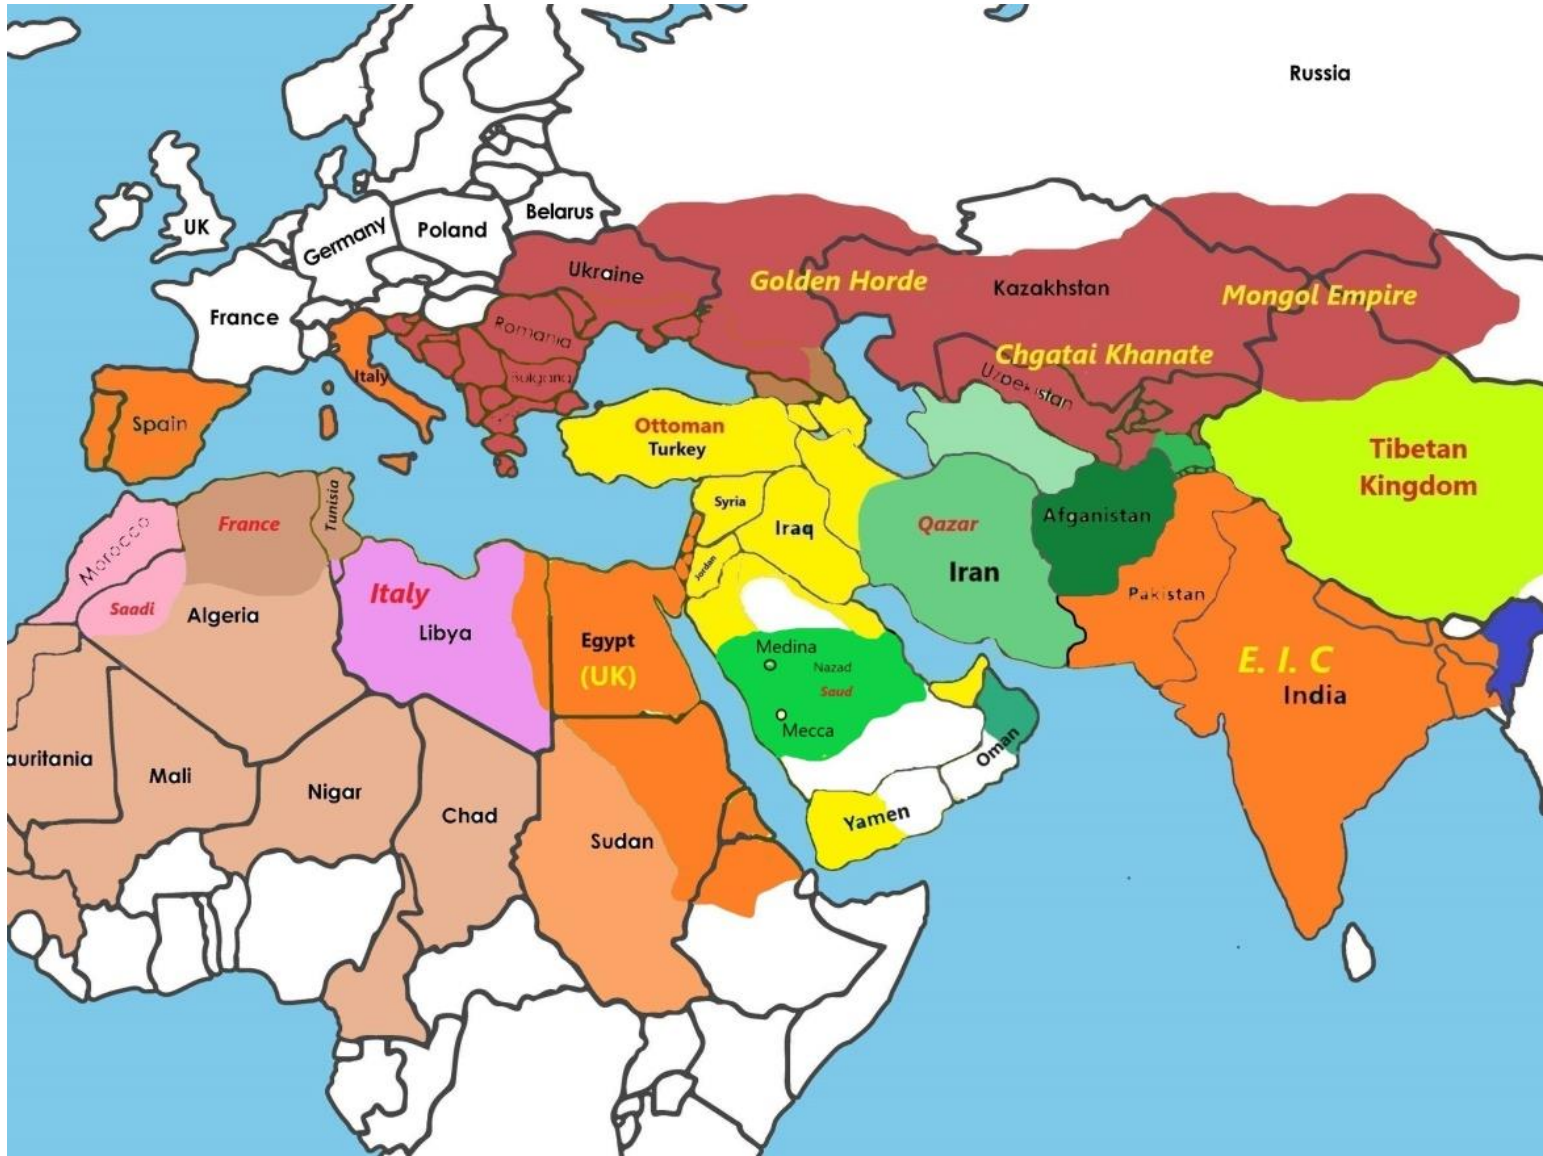 Russia
UK
Germany
Poland
Belarus
Ukraine
France
Golden Horde
Kazakhstan
Mongol Empire
Romania
Chgatai Khanate
Uzbekistan
Italy
Bulgaria
Spain
Ottoman
Turkey
Tibetan
Kingdom
Syria
Iraq
Tunisia
France
Qazar
Iran
Afganistan
Morocco
Jordan
Saadi
Algeria
Italy
Libya
Egypt
(UK)
Pakistan
Medina
Nazad
Saud
Mecca
E. I. C
India
Oman
auritania
Mali
Nigar
Chad
Sudan
Yamen